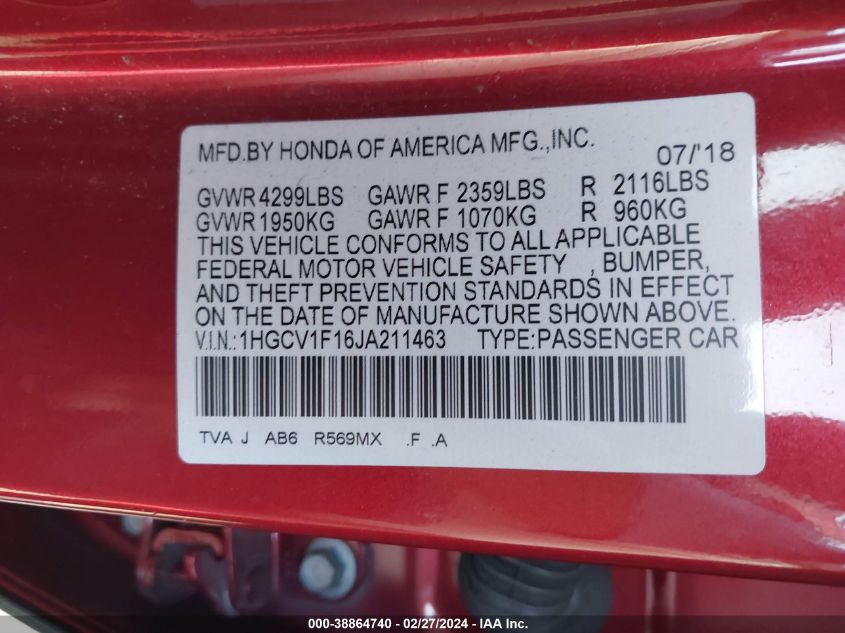 MFD.BY HONDA OF AMERICA MFG.,INC. 07/'18
GVWR 4299LBS GAWR F 2359LBS R 2116LBS
GVWR 1950KG GAWR F 1070KG R 960KG
THIS VEHICLE CONFORMS TO ALL APPLICABLE
FEDERAL MOTOR VEHICLE SAFETY , BUMPER,
AND THEFT PREVENTION STANDARDS IN EFFECT
ON THE DATE OF MANUFACTURE SHOWN ABOVE.
V.I.N.: 1HGCV1F16JA211463 TYPE:PASSENGER CAR
TVA J AB6 R569MX .F .A
000-38864740 - 02/27/2024 - IAA Inc.